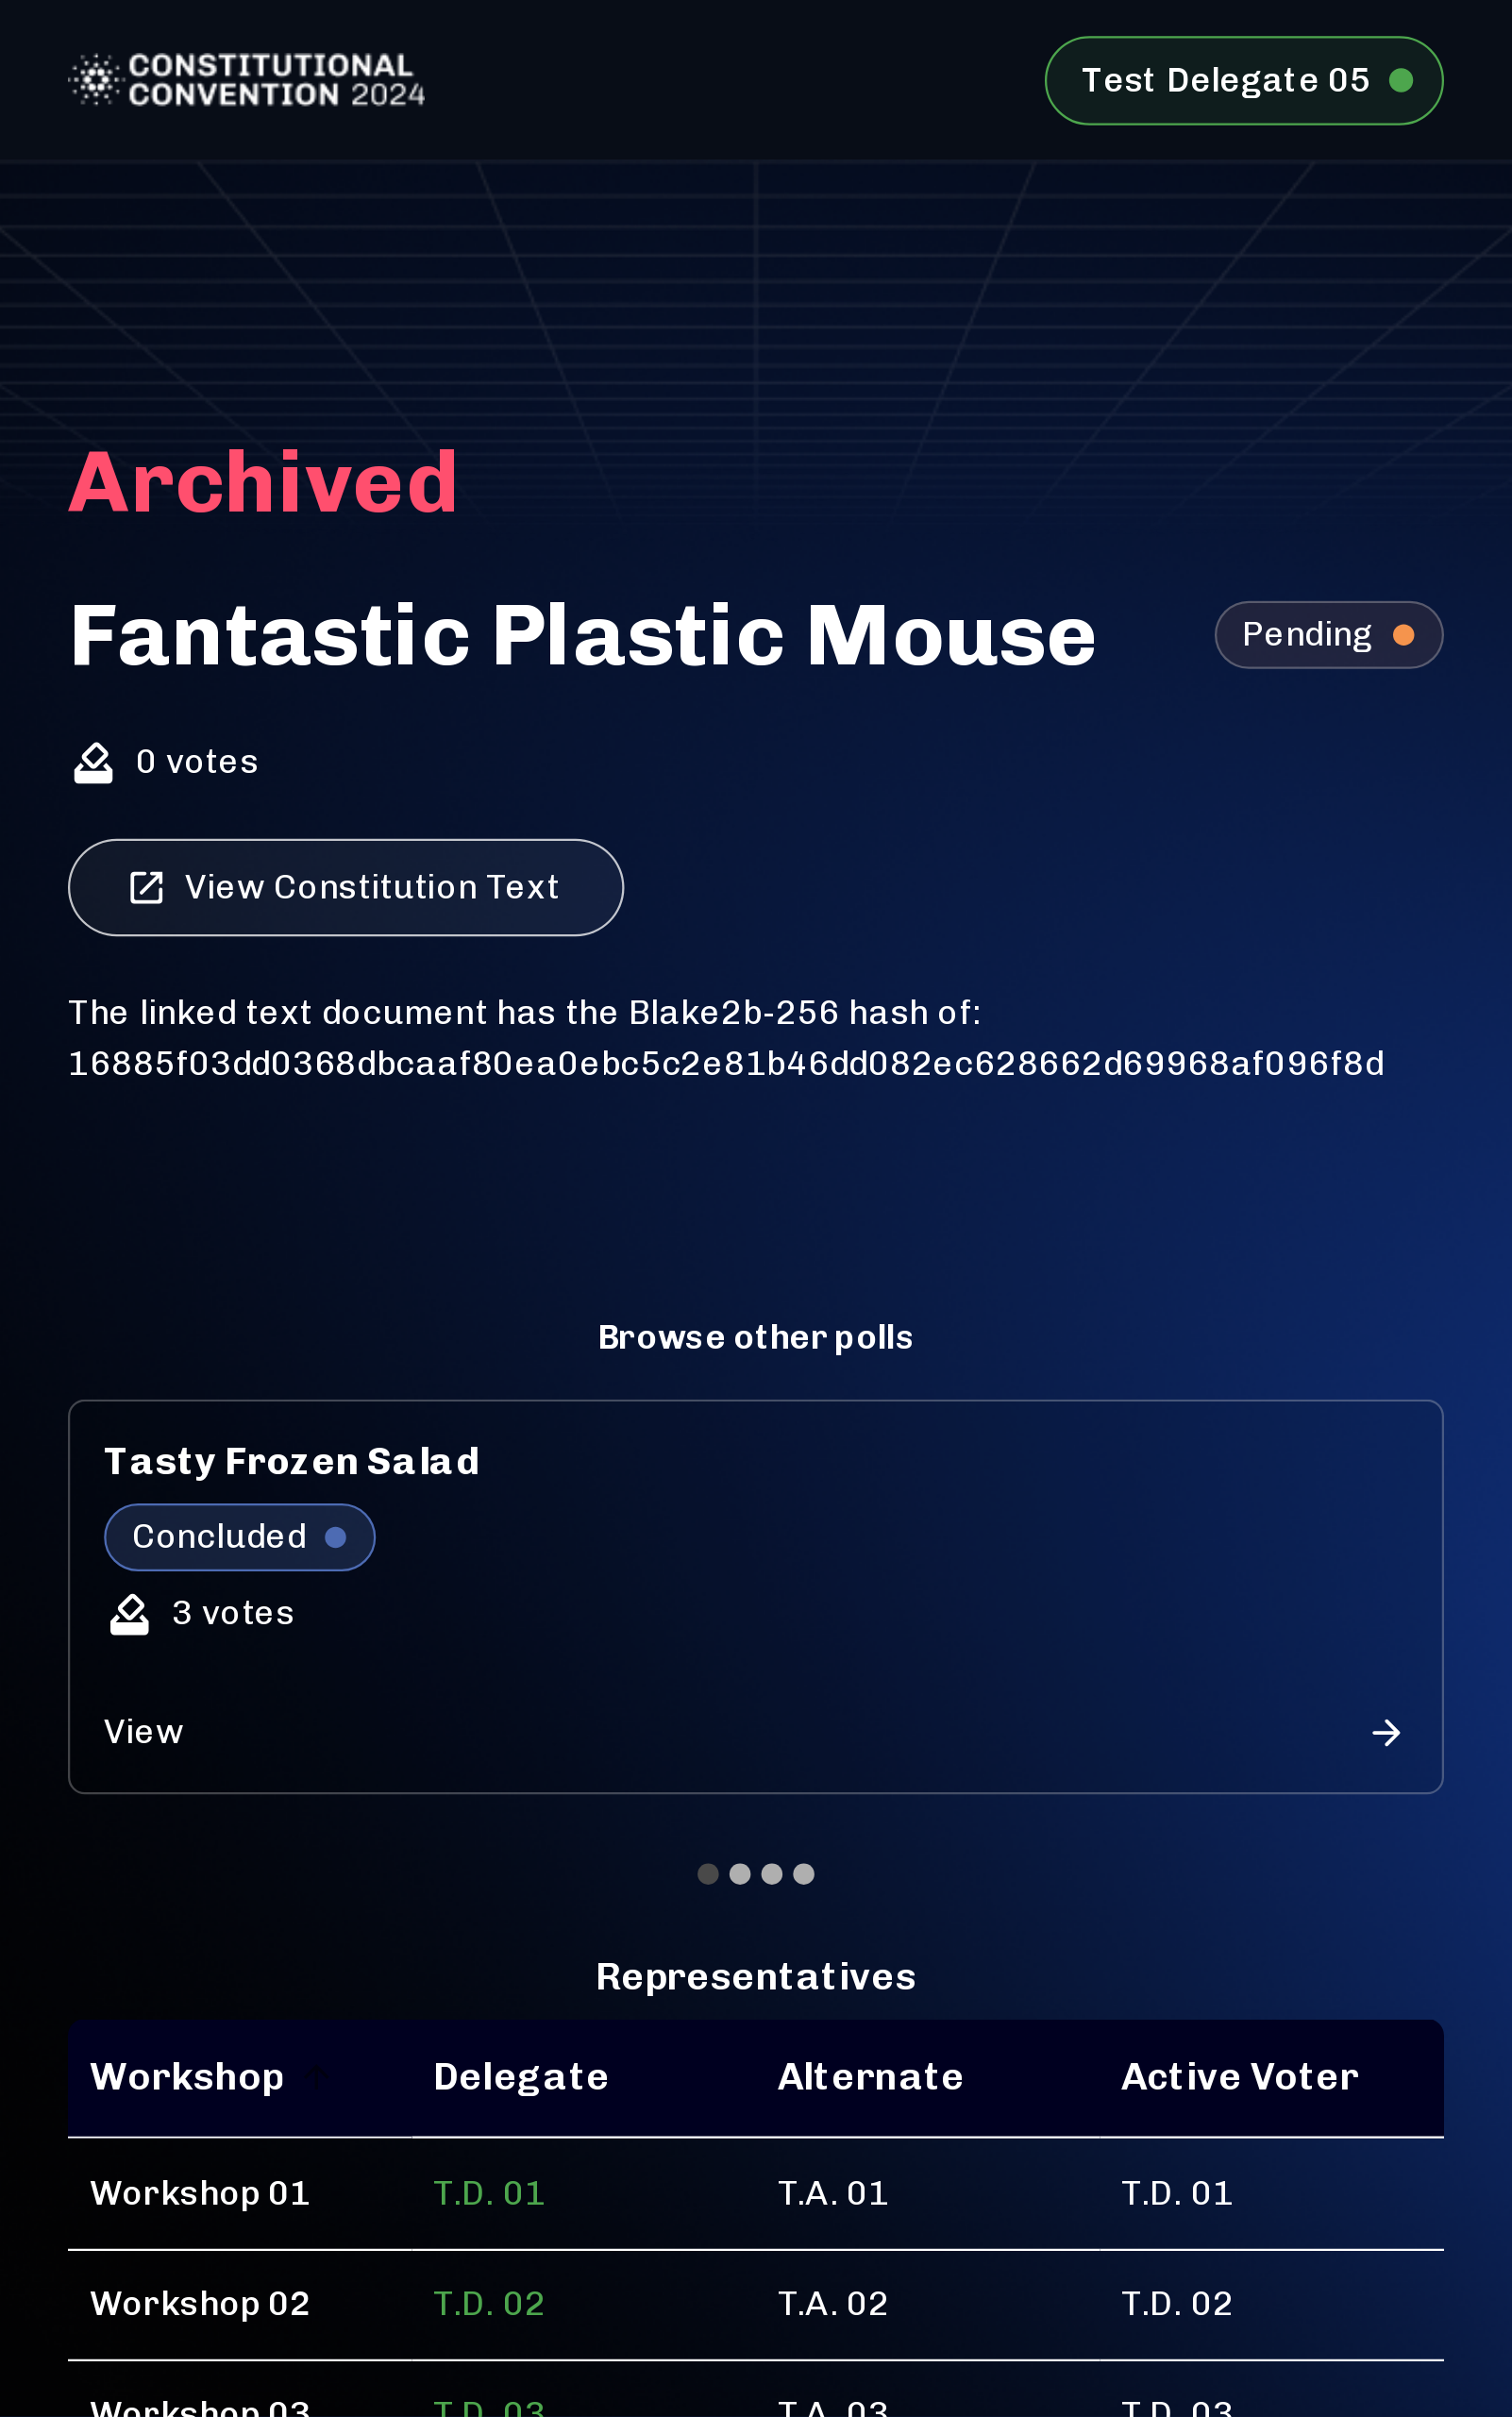 CONSTITUTIONAL
CONVENTION 2024
Test Delegate 05
Archived
Fantastic Plastic Mouse
Pending
0 votes
View Constitution Text
The linked text document has the Blake2b-256 hash of:
16885f03dd0368dbcaaf80ea0ebc5c2e81b46dd082ec628662d69968af096f8d
Browse other polls
Tasty Frozen Salad
Concluded
3 votes
View
Representatives
Workshop Delegate Alternate Active Voter
Workshop 01 T.D. 01 T.A. 01 T.D. 01
Workshop 02 T.D. 02 T.A. 02 T.D. 02
Workshop 03 T.D. 03 T.A. 03 T.D. 03